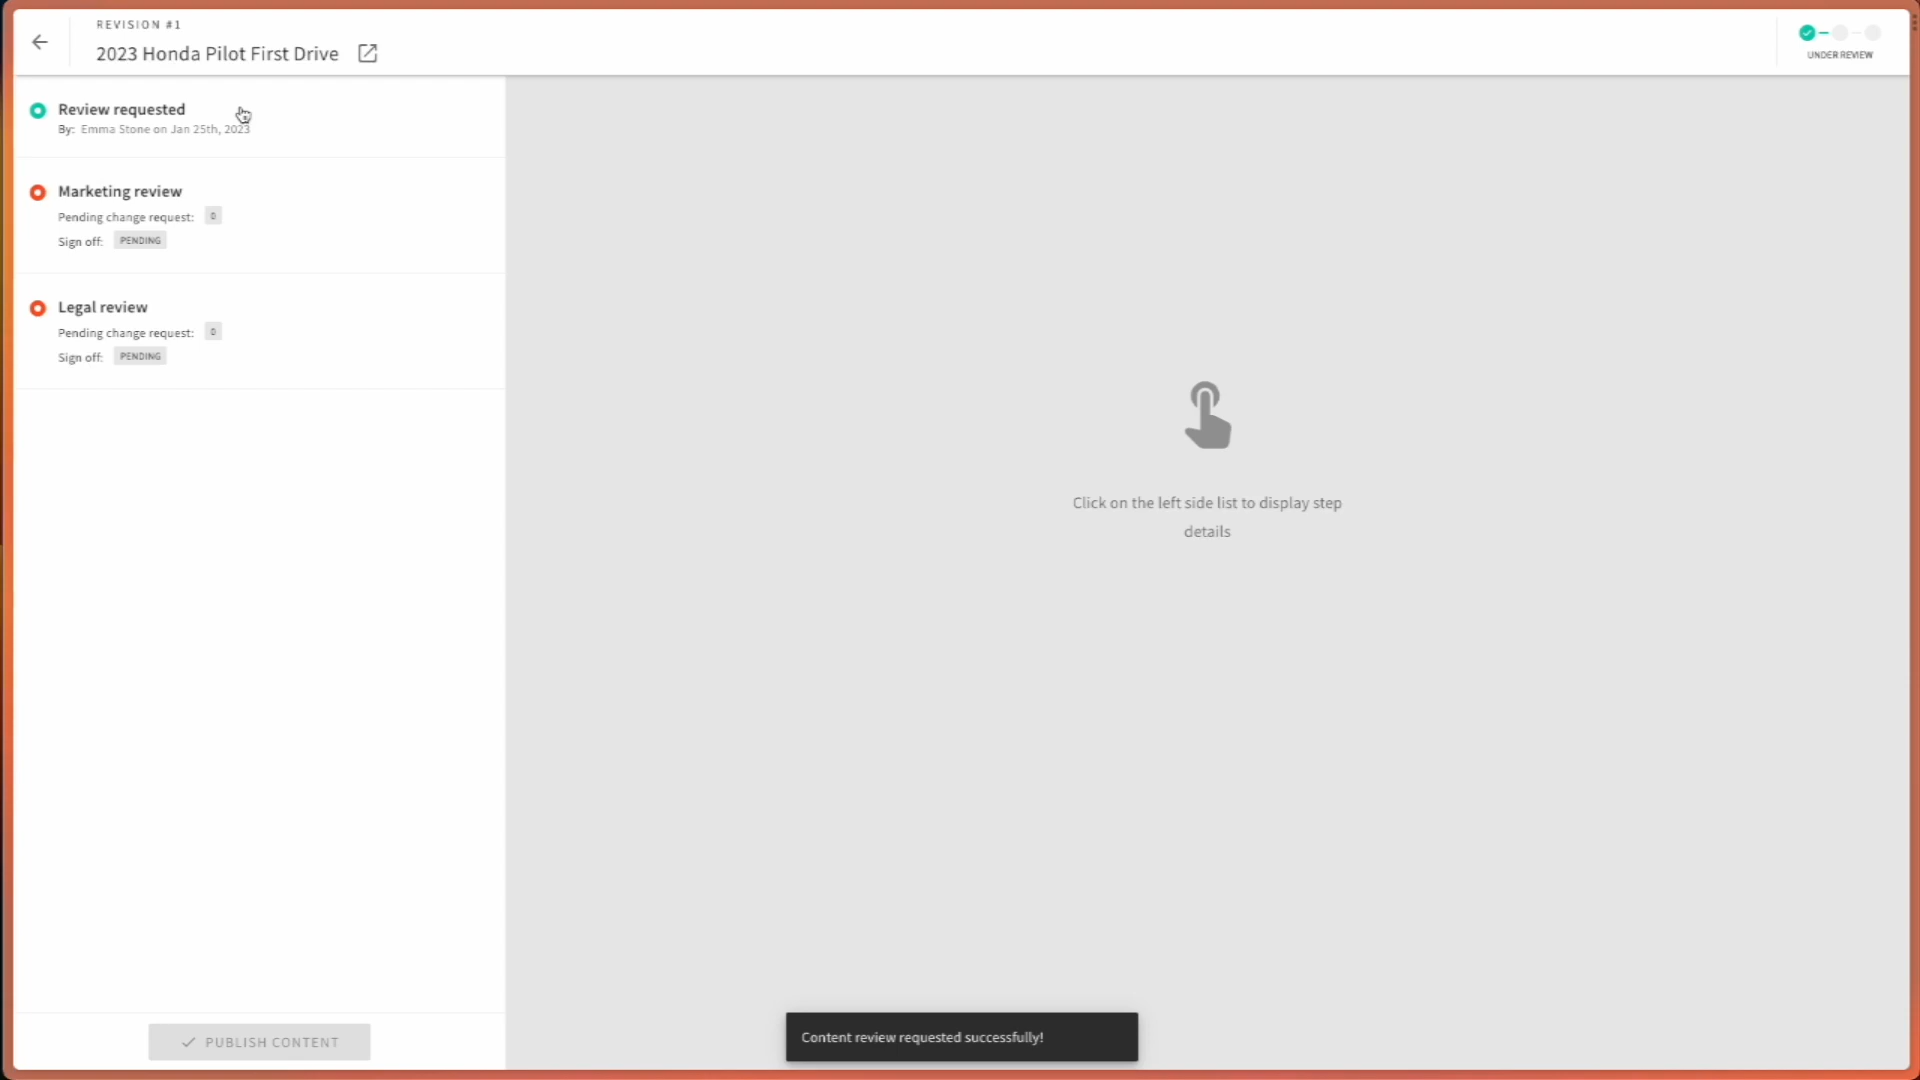 REVISION #1
2023 Honda Pilot First Drive
UNDER REVIEW
Review requested
By: Emma Stone on Jan 25th, 2023
Marketing review
Pending change request: 0
Sign off: PENDING
Legal review
Pending change request: 0
Sign off: PENDING
Click on the left side list to display step
details
PUBLISH CONTENT
Content review requested successfully!